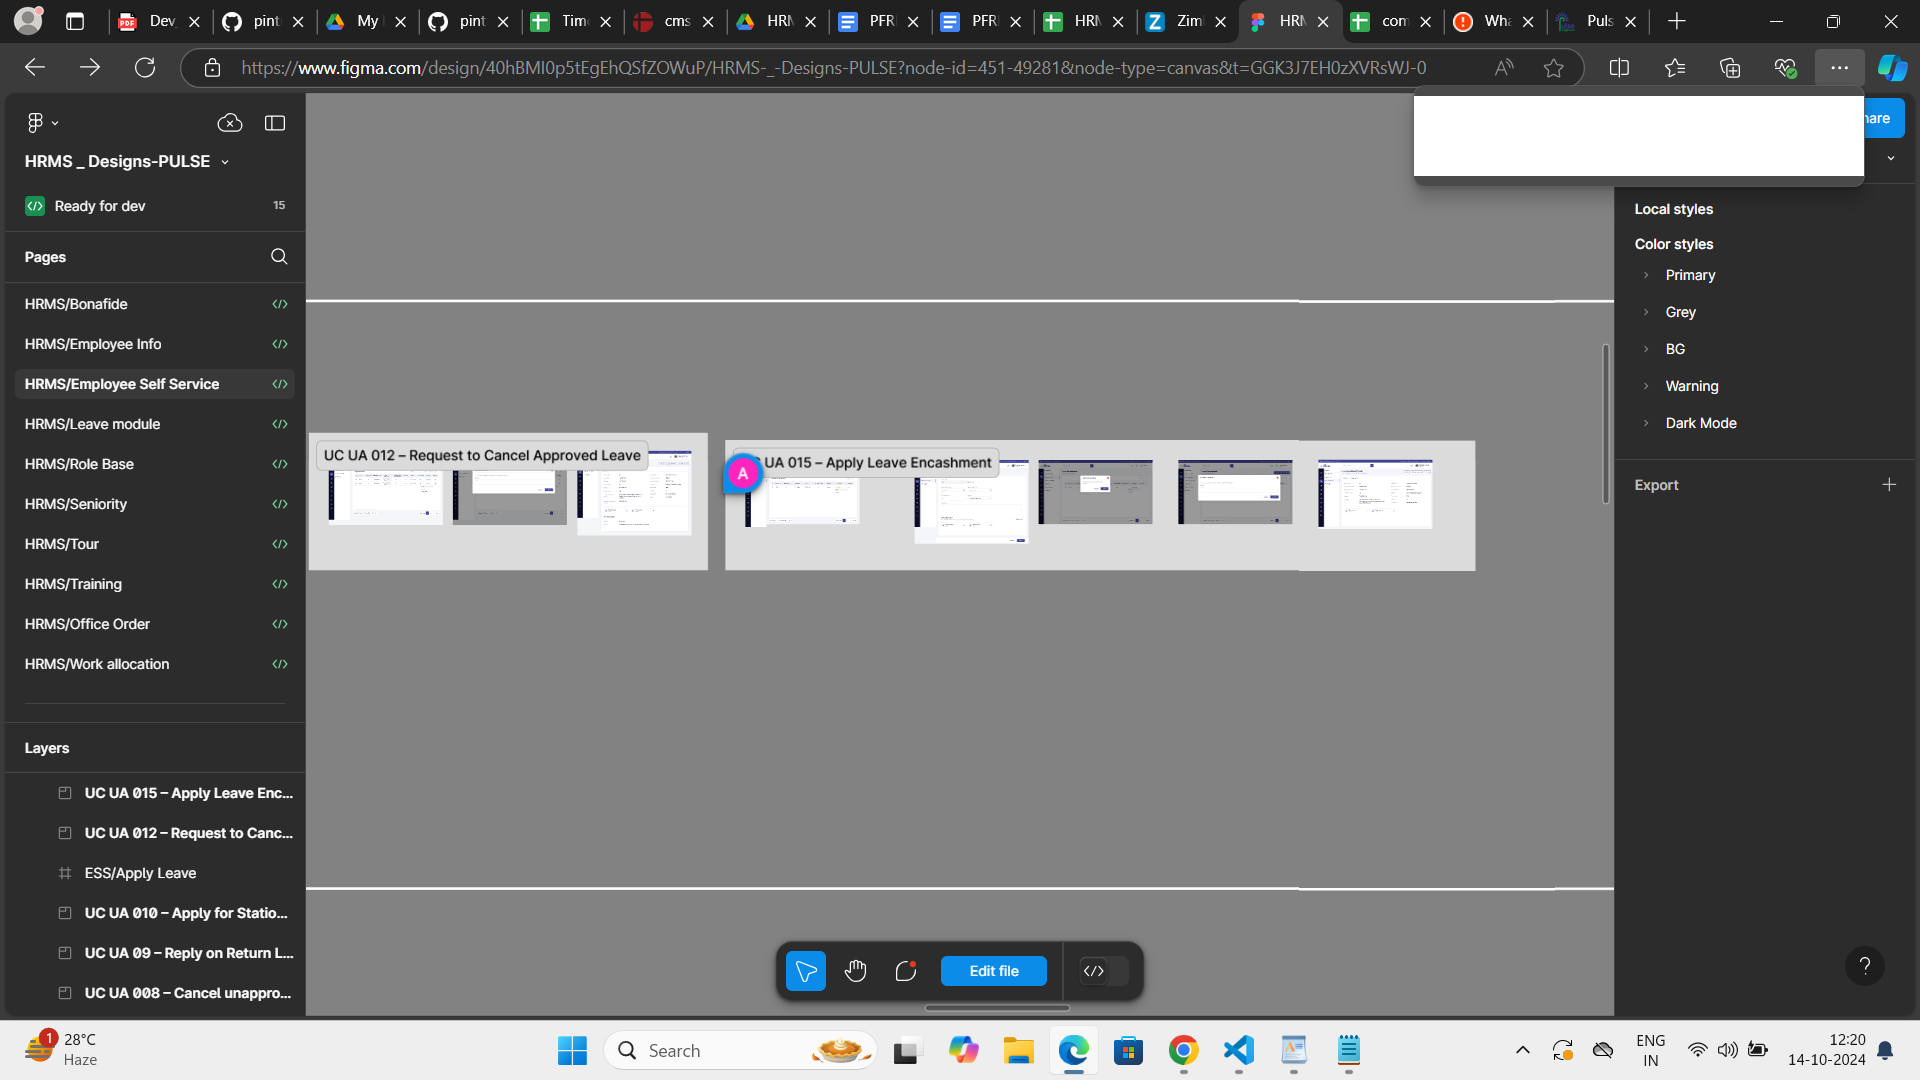 Dev_
pint
My
pint
Time
cms
HRM
PFRI
PFRI
HRM
Zim
HRM
com
Wha
Puls
https://www.figma.com/design/40hBMI0p5tEgEhQSfZOWuP/HRMS-_-Designs-PULSE?node-id=451-49281&node-type=canvas&t=GGK3J7EH0zXVRsWJ-0
hare
HRMS _ Designs-PULSE
Ready for dev
15
Pages
HRMS/Bonafide
HRMS/Employee Info
HRMS/Employee Self Service
HRMS/Leave module
HRMS/Role Base
HRMS/Seniority
HRMS/Tour
HRMS/Training
HRMS/Office Order
HRMS/Work allocation
Layers
UC UA 015 – Apply Leave Enc...
UC UA 012 – Request to Canc...
ESS/Apply Leave
UC UA 010 – Apply for Statio...
UC UA 09 – Reply on Return L...
UC UA 008 – Cancel unappro...
UC UA 012 – Request to Cancel Approved Leave
A
UA 015 – Apply Leave Encashment
Edit file
Local styles
Color styles
Primary
Grey
BG
Warning
Dark Mode
Export
?
1
28°C
Haze
Search
ENG
IN
12:20
14-10-2024